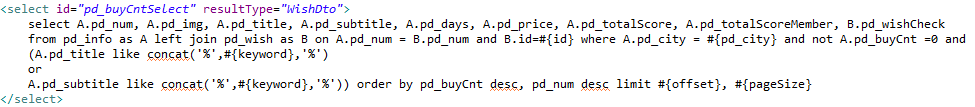 <select id="pd_buyCntSelect" resultType="WishDto">
select A.pd_num, A.pd_img, A.pd_title, A.pd_subtitle, A.pd_days, A.pd_price, A.pd_totalScore, A.pd_totalScoreMember, B.pd_wishCheck
from pd_info as A left join pd_wish as B on A.pd_num = B.pd_num and B.id=#{id} where A.pd_city = #{pd_city} and not A.pd_buyCnt =0 and
(A.pd_title like concat('%',#{keyword},'%')
or
A.pd_subtitle like concat('%',#{keyword},'%')) order by pd_buyCnt desc, pd_num desc limit #{offset}, #{pageSize}
</select>